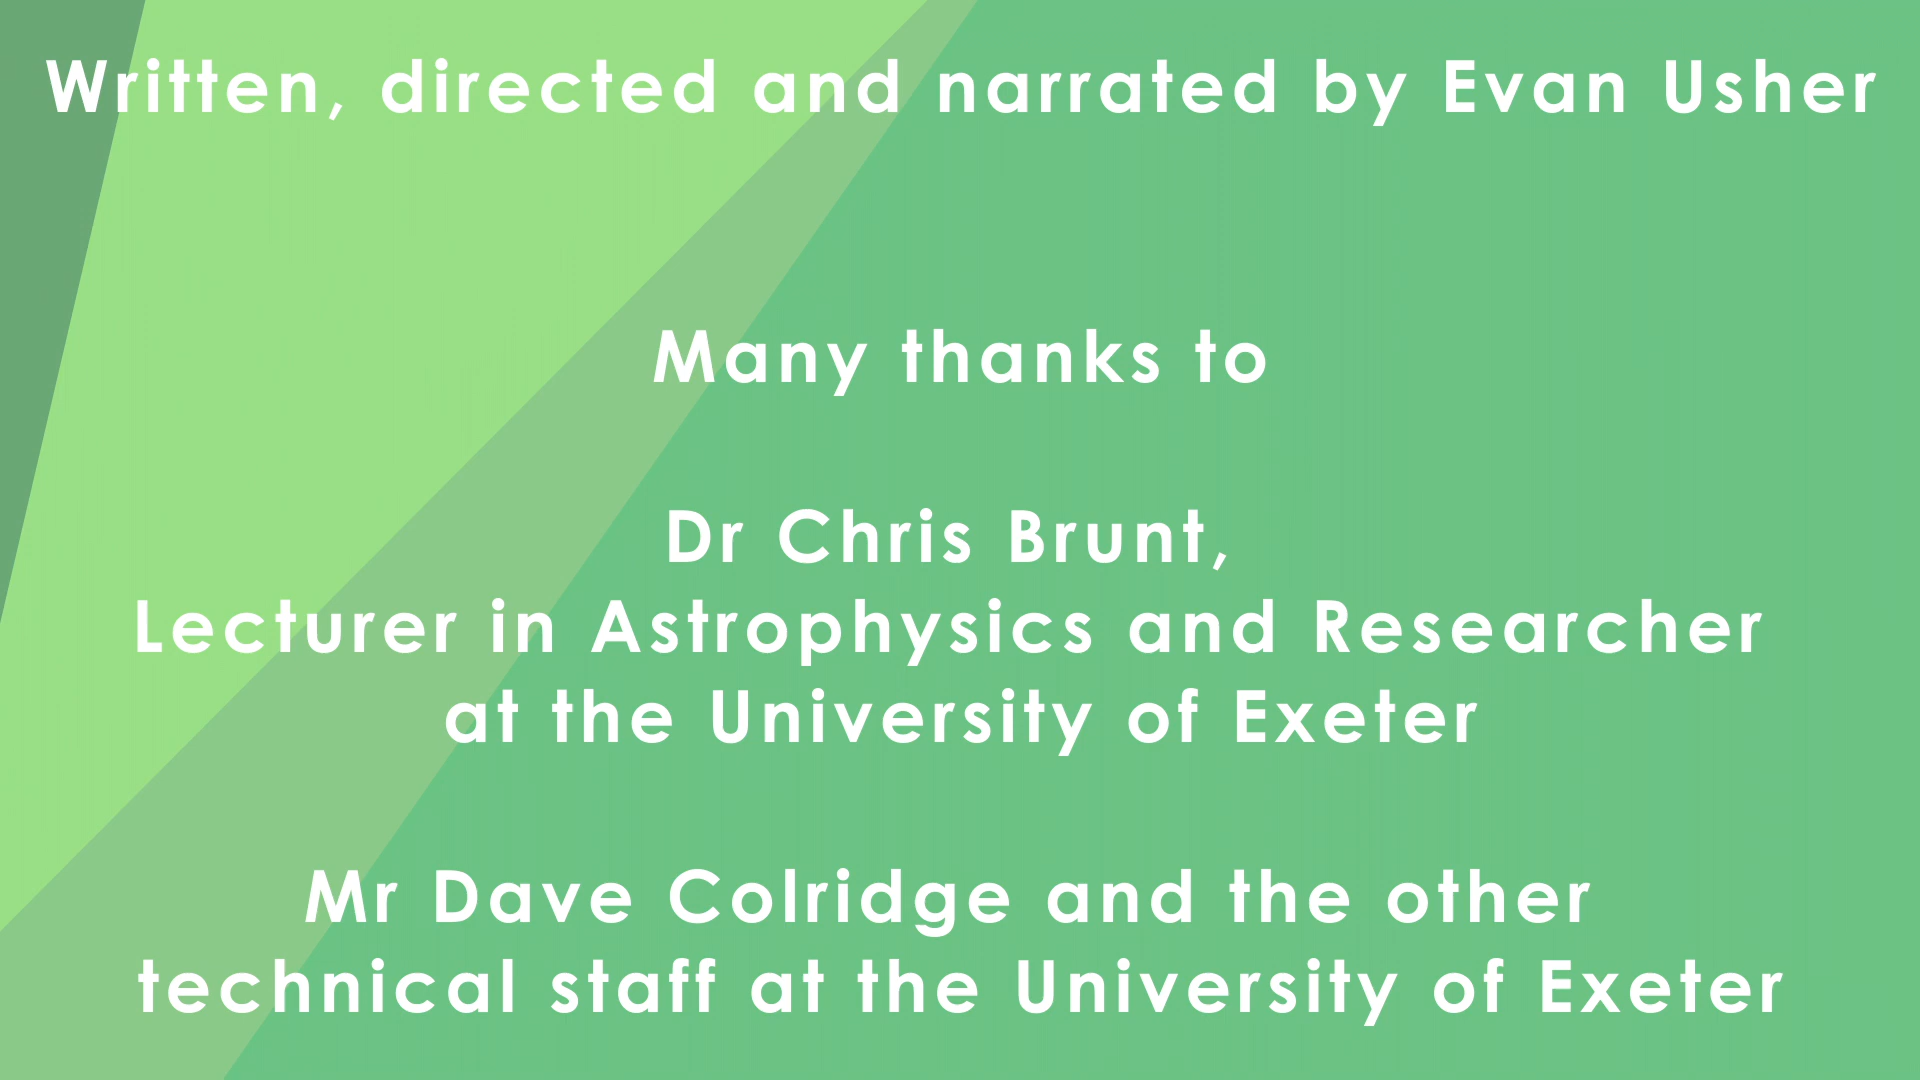 Written, directed and narrated by Evan Usher
Many thanks to
Dr Chris Brunt,
Lecturer in Astrophysics and Researcher
at the University of Exeter
Mr Dave Colridge and the other
technical staff at the University of Exeter